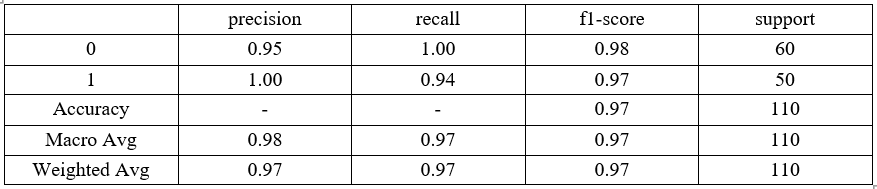 precision recall f1-score support
0 0.95 1.00 0.98 60
1 1.00 0.94 0.97 50
Accuracy - - 0.97 110
Macro Avg 0.98 0.97 0.97 110
Weighted Avg 0.97 0.97 0.97 110